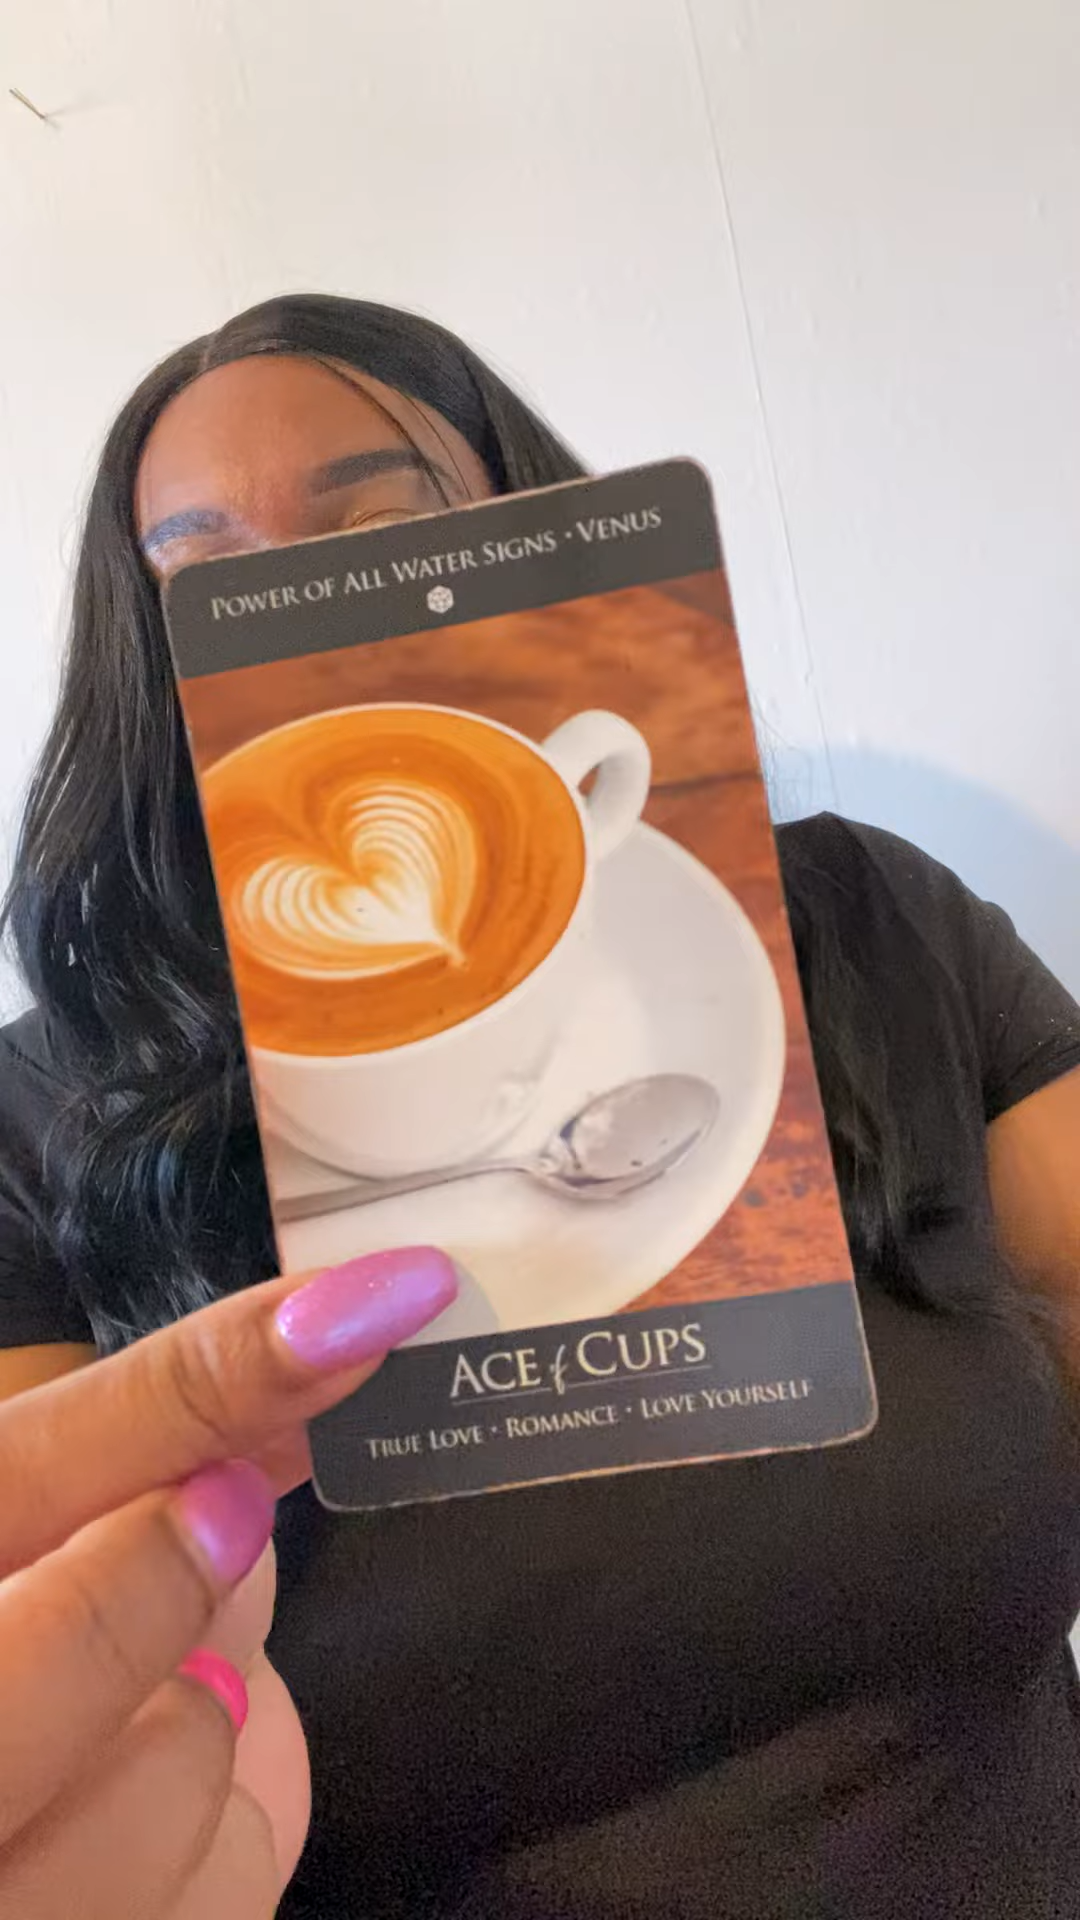 POWER OF ALL WATER SIGNS • VENUS
ACE of CUPS
TRUE LOVE • ROMANCE • LOVE YOURSELF